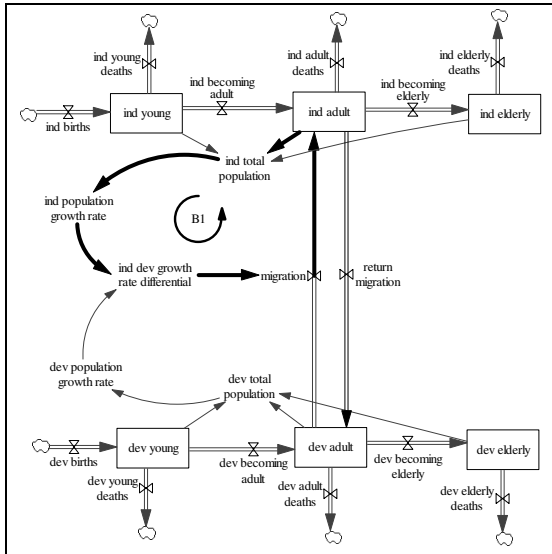 ind young
deaths
ind adult
deaths
ind elderly
deaths
ind becoming
adult
ind becoming
elderly
ind births
ind young
ind adult
ind elderly
ind total
population
ind population
growth rate
B1
ind dev growth
rate differential
migration
return
migration
dev population
growth rate
dev total
population
dev young
dev adult
dev elderly
dev births
dev becoming
adult
dev becoming
elderly
dev young
deaths
dev adult
deaths
dev elderly
deaths